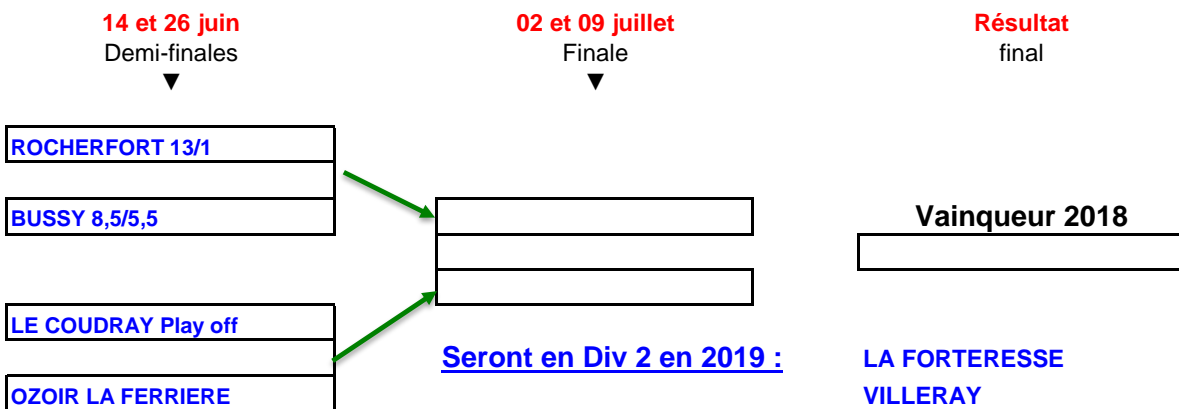 14 et 26 juin
Demi-finales
▼
02 et 09 juillet
Finale
▼
Résultat
final
ROCHERFORT 13/1
BUSSY 8,5/5,5
Vainqueur 2018
LE COUDRAY Play off
Seront en Div 2 en 2019 :
LA FORTERESSE
OZOIR LA FERRIERE
VILLERAY